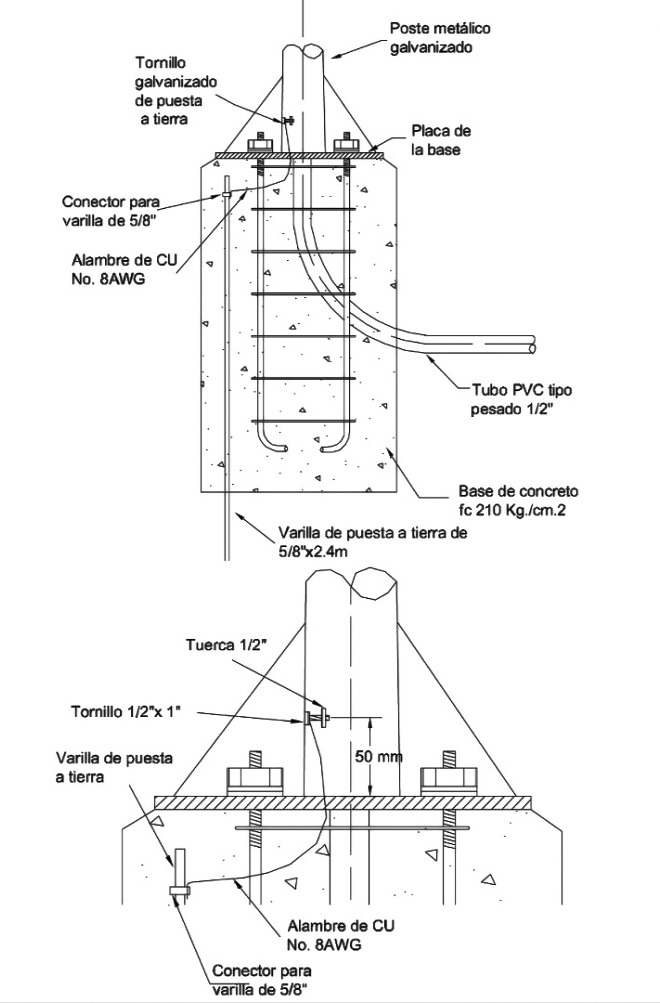 Poste metálico
galvanizado
Tornillo
galvanizado
de puesta
a tierra
Placa de
la base
Conector para
varilla de 5/8"
Alambre de CU
No. 8AWG
Tubo PVC tipo
pesado 1/2"
Base de concreto
fc 210 Kg./cm.2
Varilla de puesta a tierra de
5/8"x2.4m
Tuerca 1/2"
Tornillo 1/2"x 1"
50 mm
Varilla de puesta
a tierra
Alambre de CU
No. 8AWG
Conector para
varilla de 5/8"